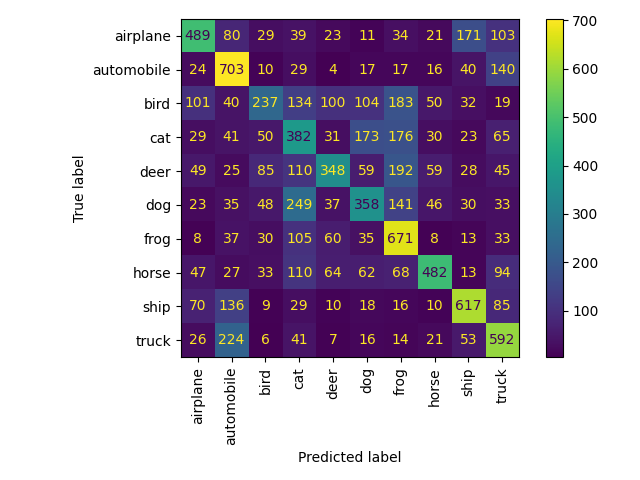 airplane 489 80 29 39 23 11 34 21 171 103
automobile 24 703 10 29 4 17 17 16 40 140
bird 101 40 237 134 100 104 183 50 32 19
cat 29 41 50 382 31 173 176 30 23 65
deer 49 25 85 110 348 59 192 59 28 45
dog 23 35 48 249 37 358 141 46 30 33
frog 8 37 30 105 60 35 671 8 13 33
horse 47 27 33 110 64 62 68 482 13 94
ship 70 136 9 29 10 18 16 10 617 85
truck 26 224 6 41 7 16 14 21 53 592
airplane automobile bird cat deer dog frog horse ship truck
Predicted label
True label
700
600
500
400
300
200
100